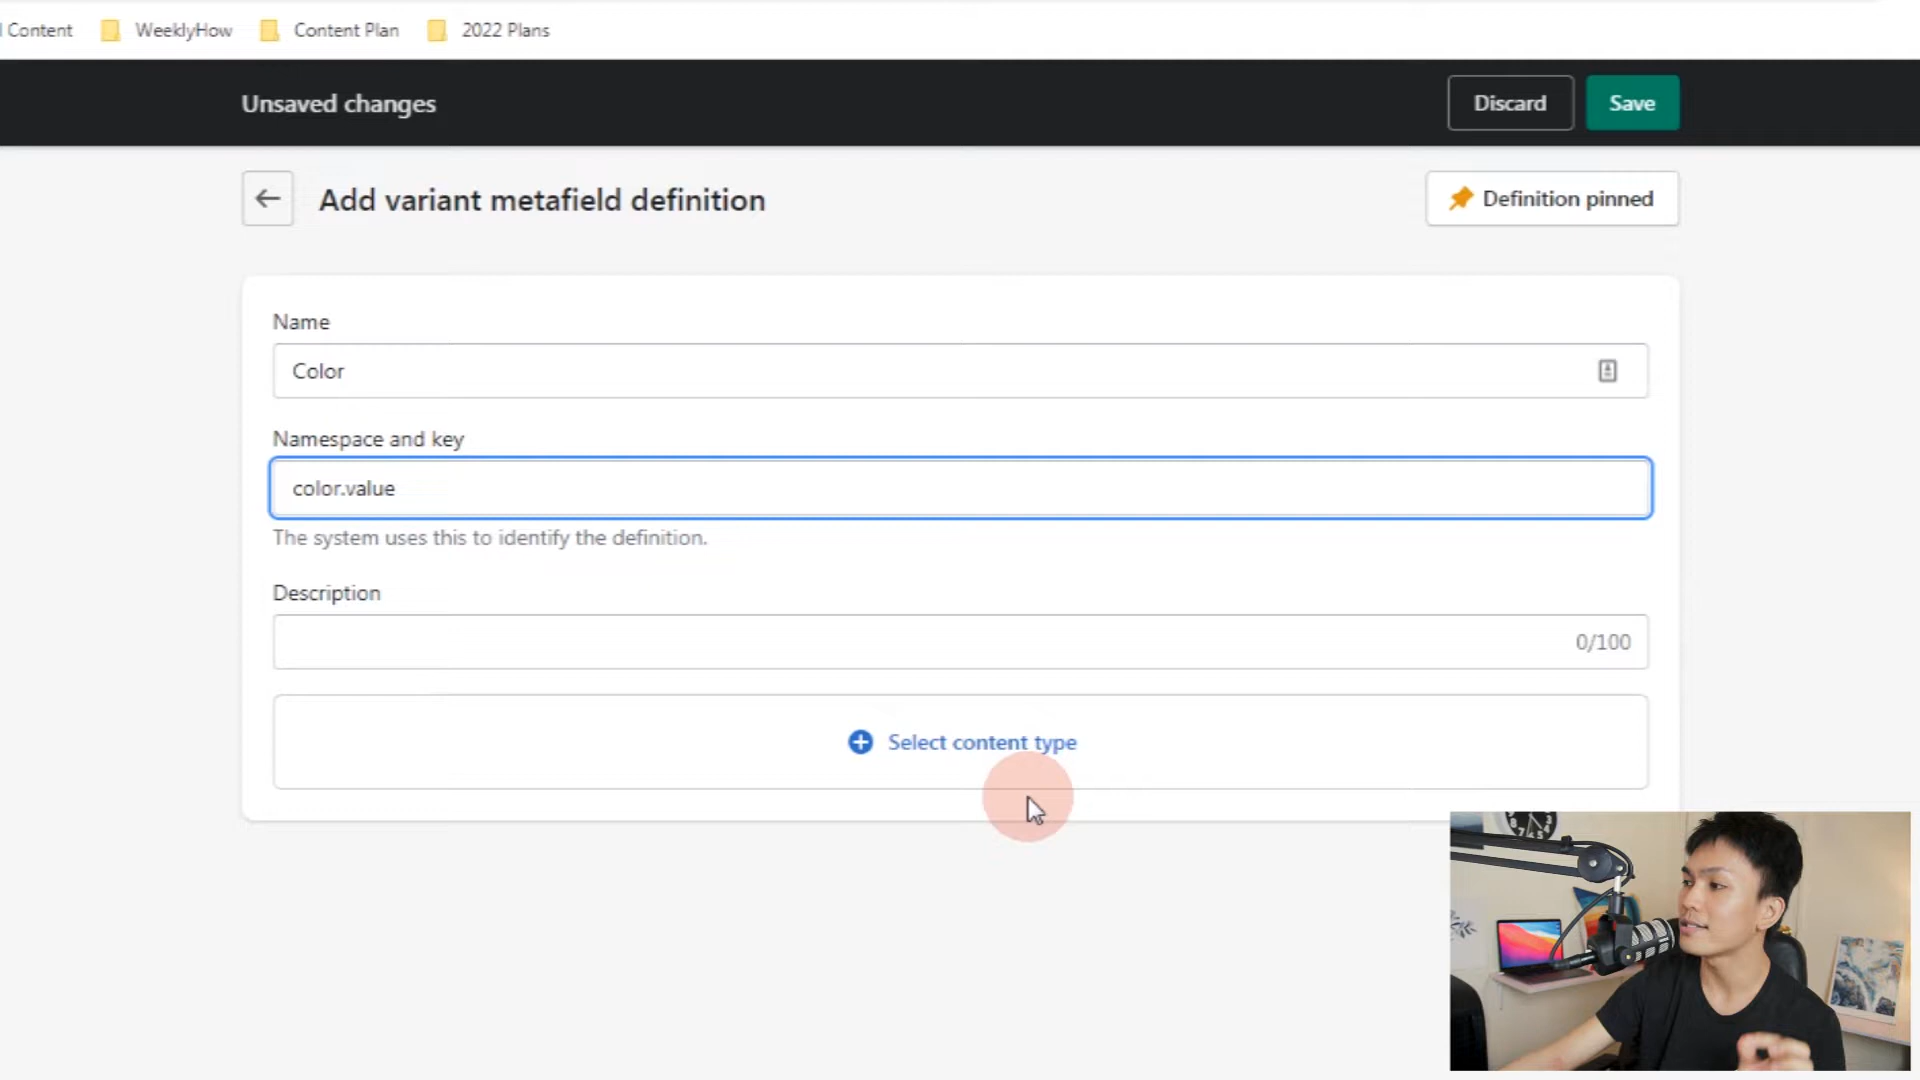 l Content WeeklyHow Content Plan 2022 Plans
Unsaved changes Discard Save
Add variant metafield definition Definition pinned
Name
Color
Namespace and key
color.value
The system uses this to identify the definition.
Description
0/100
Select content type